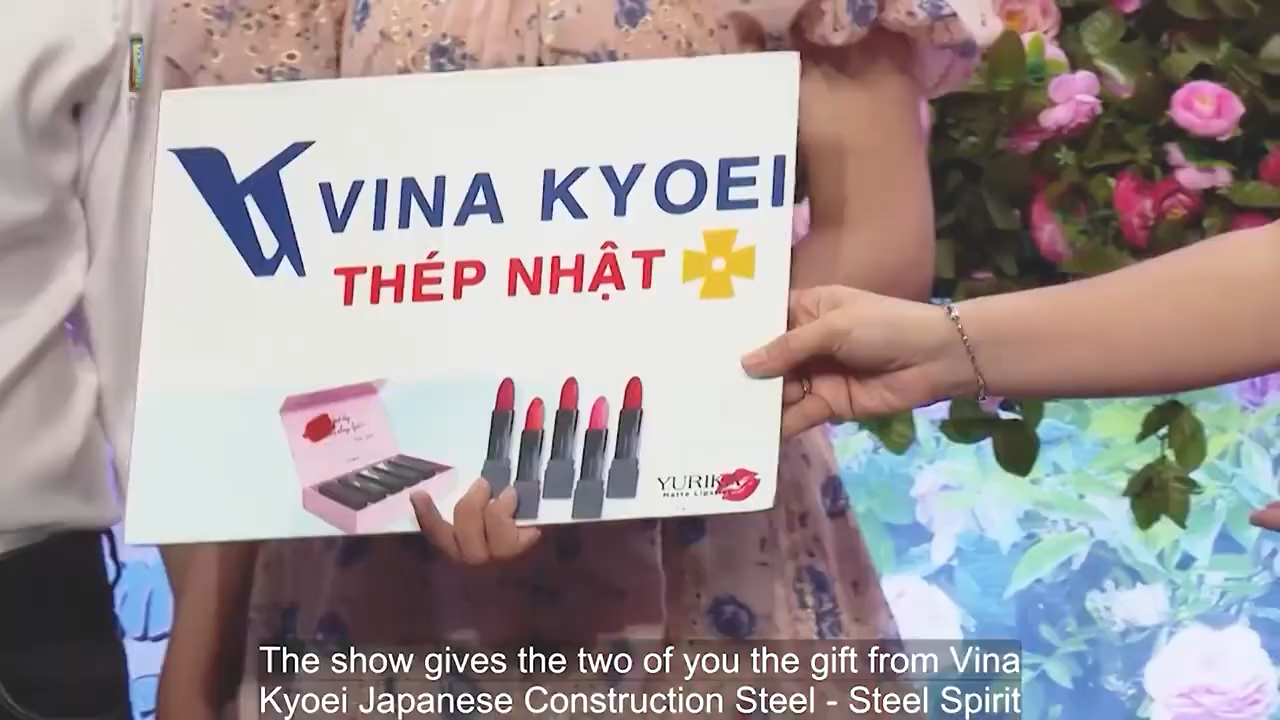 VINA KYOEI
THÉP NHẬT
YURIKA
Matte Lipstick
The show gives the two of you the gift from Vina
Kyoei Japanese Construction Steel - Steel Spirit